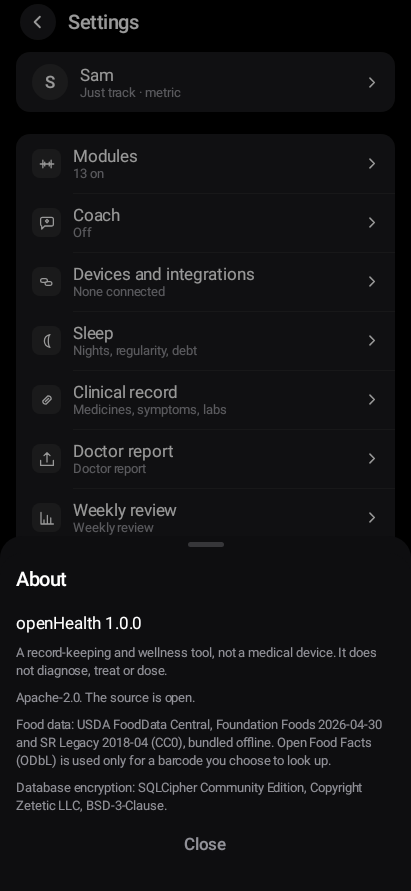 Settings
S
Sam
Just track · metric
Modules
13 on
Coach
Off
Devices and integrations
None connected
Sleep
Nights, regularity, debt
Clinical record
Medicines, symptoms, labs
Doctor report
Doctor report
Weekly review
Weekly review
About
openHealth 1.0.0
A record-keeping and wellness tool, not a medical device. It does
not diagnose, treat or dose.
Apache-2.0. The source is open.
Food data: USDA FoodData Central, Foundation Foods 2026-04-30
and SR Legacy 2018-04 (CC0), bundled offline. Open Food Facts
(ODbL) is used only for a barcode you choose to look up.
Database encryption: SQLCipher Community Edition, Copyright
Zetetic LLC, BSD-3-Clause.
Close